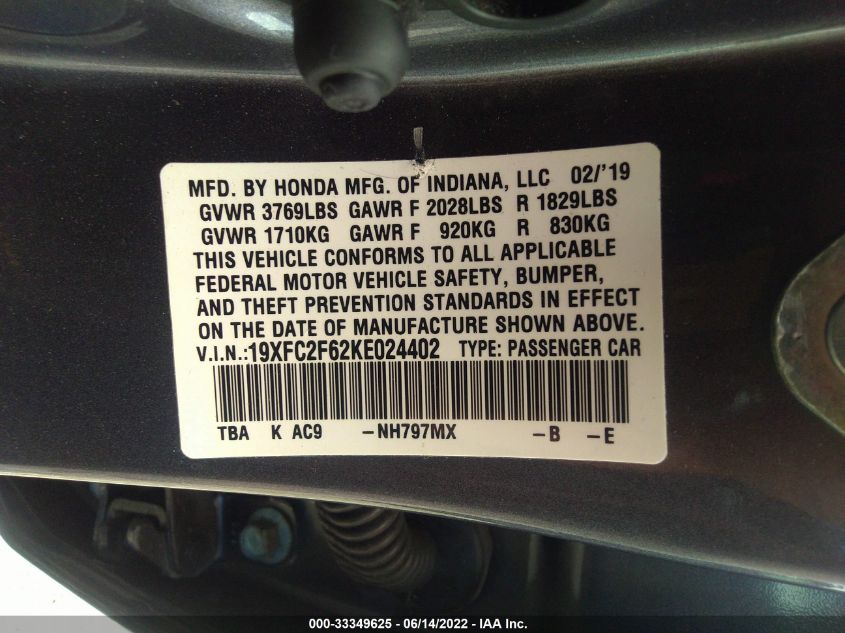 MFD. BY HONDA MFG. OF INDIANA, LLC 02/'19
GVWR 3769LBS GAWR F 2028LBS R 1829LBS
GVWR 1710KG GAWR F 920KG R 830KG
THIS VEHICLE CONFORMS TO ALL APPLICABLE
FEDERAL MOTOR VEHICLE SAFETY, BUMPER,
AND THEFT PREVENTION STANDARDS IN EFFECT
ON THE DATE OF MANUFACTURE SHOWN ABOVE.
V.I.N.:19XFC2F62KE024402 TYPE: PASSENGER CAR
TBA K AC9 -NH797MX -B -E
000-33349625 - 06/14/2022 - IAA Inc.